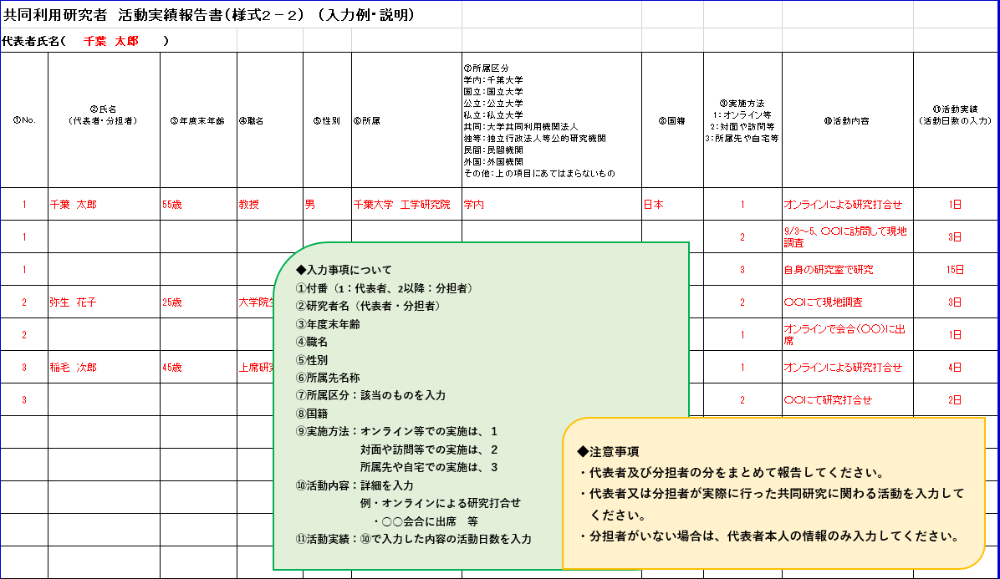 共同利用研究者　活動実績報告書（様式２－２）　（入力例・説明）
代表者氏名（　千葉　太郎　）
①No.
②氏名
（代表者・分担者）
③年度末年齢
④職名
⑤性別
⑥所属
⑦所属区分
学内：千葉大学
国立：国立大学
公立：公立大学
私立：私立大学
共同：大学共同利用機関法人
独等：独立行政法人等公的研究機関
民間：民間機関
外国：外国機関
その他：上の項目にあてはまらないもの
⑧国籍
⑨実施方法
1：オンライン等
2：対面や訪問等
3：所属先や自宅等
⑩活動内容
⑪活動実績
（活動日数の入力）
1 千葉　太郎 55歳 教授 男 千葉大学　工学研究院 学内 日本 1 オンラインによる研究打合せ 1日
1 2 9/3～5、〇〇に訪問して現地
調査 3日
1 3 自身の研究室で研究 15日
2 弥生　花子 25歳 大学院 2 〇〇にて現地調査 3日
2 1 オンラインで会合（〇〇）に出
席 1日
3 稲毛　次郎 45歳 上席研 1 オンラインによる研究打合せ 4日
3 2 〇〇にて研究打合せ 2日
◆入力事項について
①付番（1：代表者、2以降：分担者）
②研究者名（代表者・分担者）
③年度末年齢
④職名
⑤性別
⑥所属先名称
⑦所属区分：該当のものを入力
⑧国籍
⑨実施方法：オンライン等での実施は、１
対面や訪問等での実施は、２
所属先や自宅での実施は、３
⑩活動内容：詳細を入力
例・オンラインによる研究打合せ
・〇〇会合に出席　等
⑪活動実績：⑩で入力した内容の活動日数を入力
◆注意事項
・代表者及び分担者の分をまとめて報告してください。
・代表者又は分担者が実際に行った共同研究に関わる活動を入力して
ください。
・分担者がいない場合は、代表者本人の情報のみ入力してください。